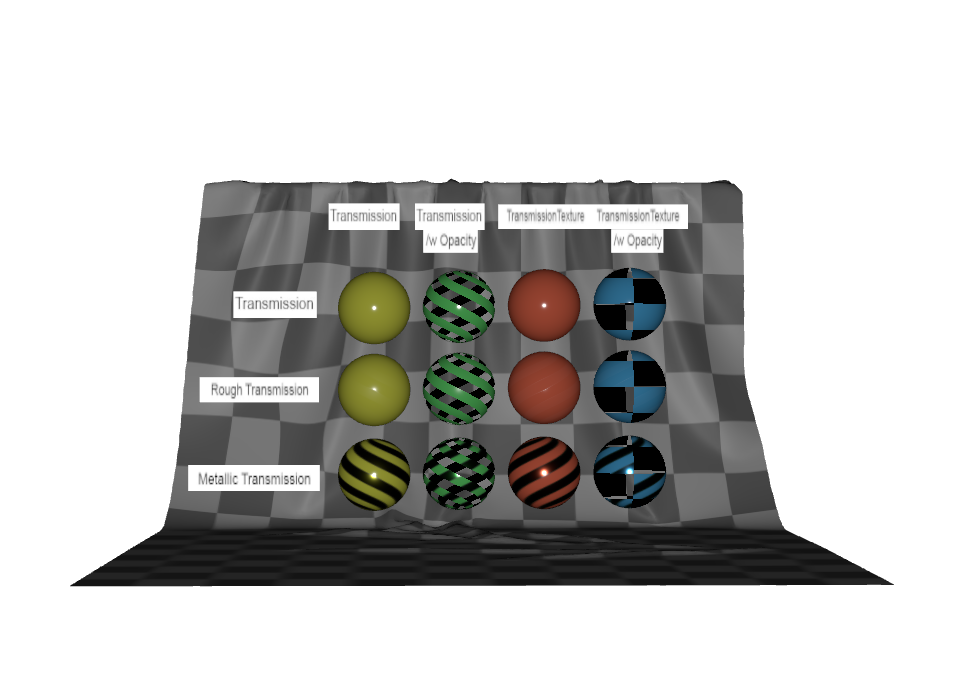 Transmission
Transmission
/w Opacity
TransmissionTexture
TransmissionTexture
/w Opacity
Transmission
Rough Transmission
Metallic Transmission